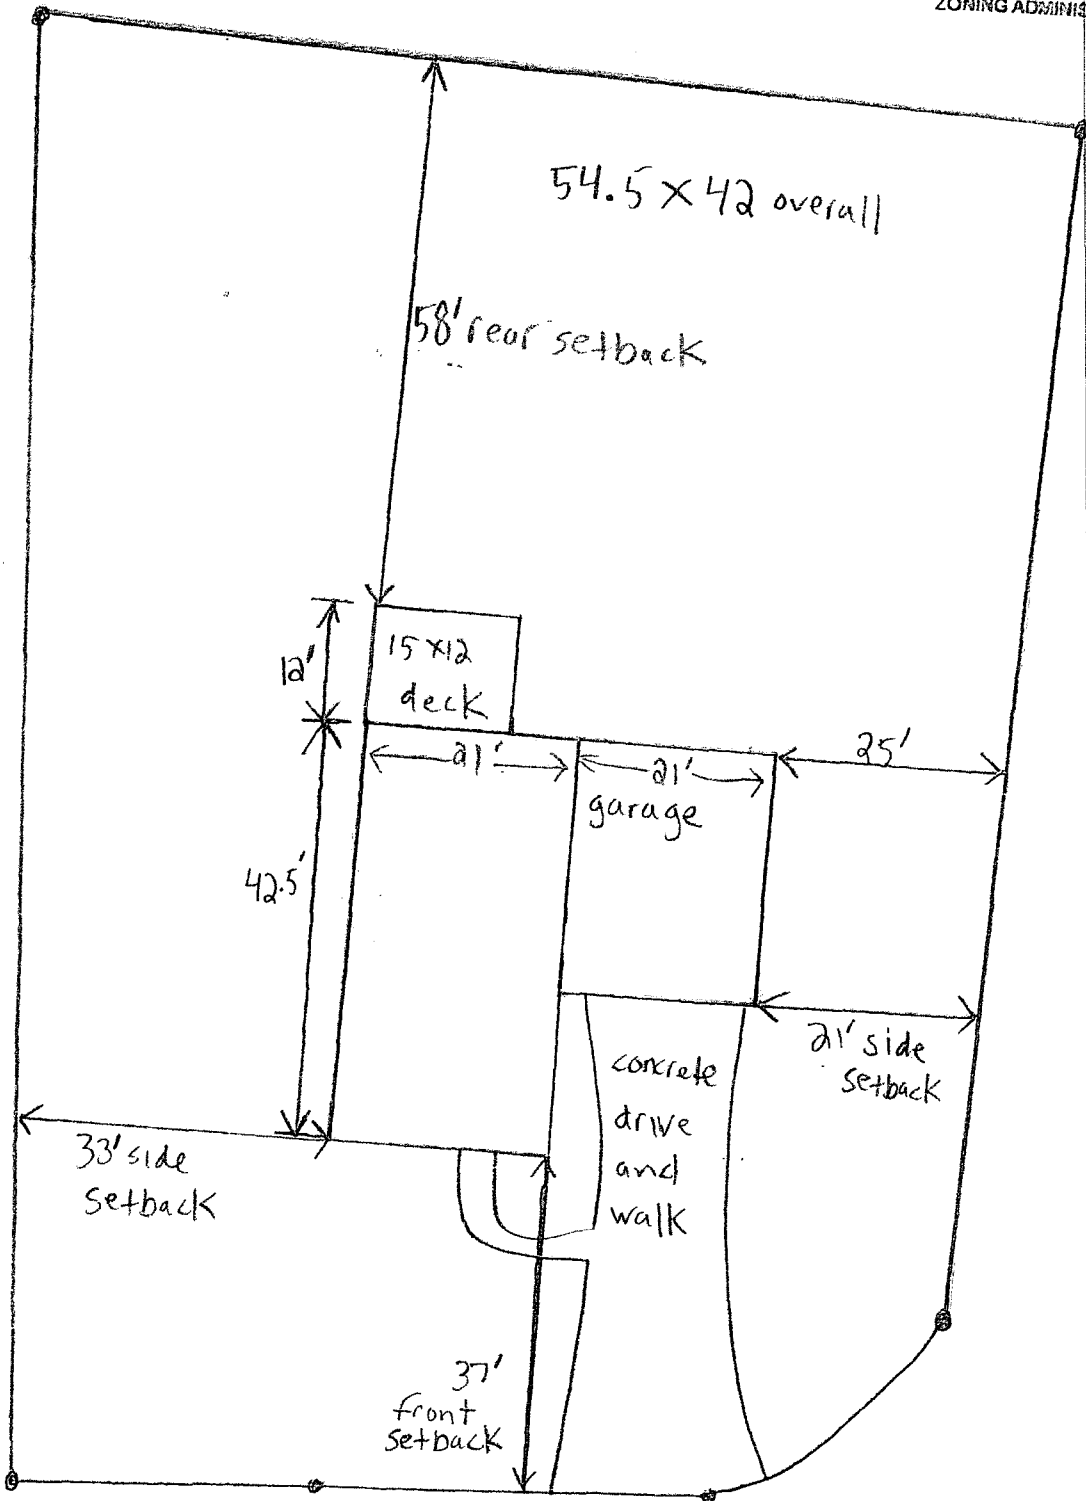 ZONING ADMINIS
54.5 X 42 overall
58' rear setback
12'
15 X12
deck
21'
21'
garage
25'
42.5'
concrete
drive
and
walk
21' side
setback
33' side
setback
37'
front
setback